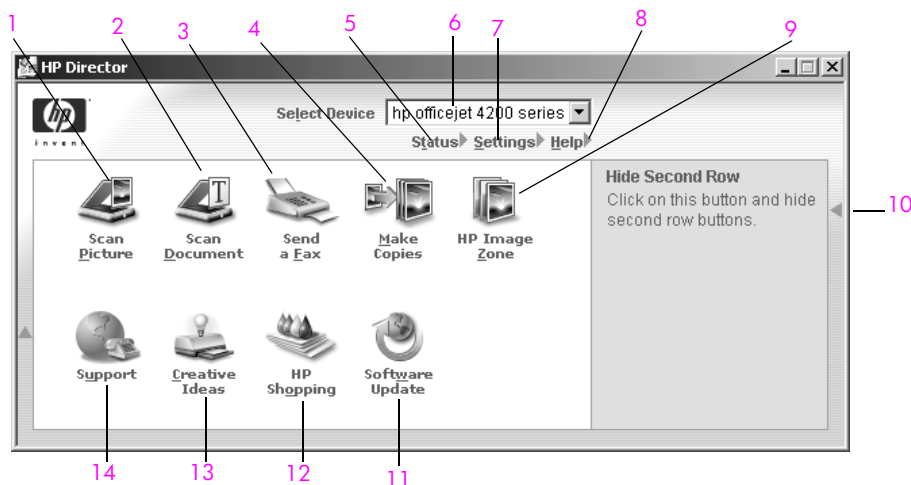 1 2 3 4 5 6 7 8 9
HP Director
hp
invent
Select Device hp officejet 4200 series
Status Settings Help
Scan Picture
Scan Document
Send a Fax
Make Copies
HP Image Zone
Hide Second Row
Click on this button and hide
second row buttons.
10
Support
Creative Ideas
HP Shopping
Software Update
14 13 12 11